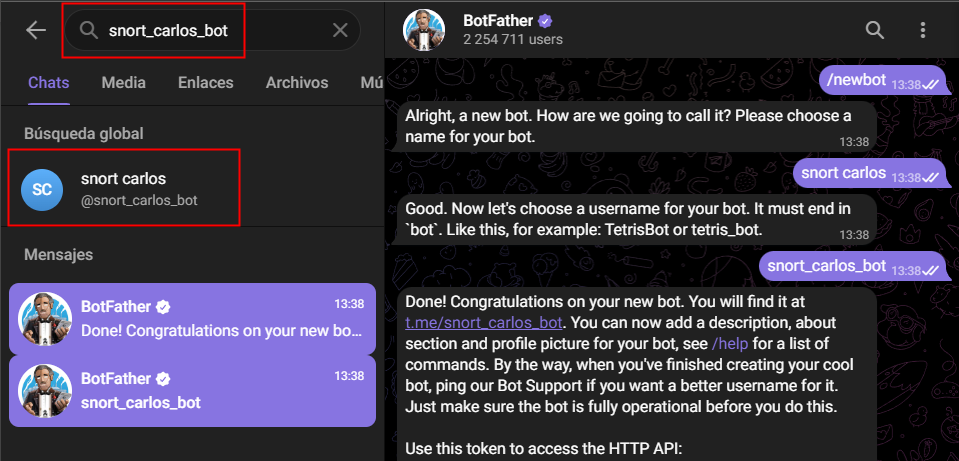 snort_carlos_bot
Chats Media Enlaces Archivos Mú
Búsqueda global
SC
snort carlos
@snort_carlos_bot
Mensajes
BotFather 13:38
Done! Congratulations on your new bo...
BotFather 13:38
snort_carlos_bot
BotFather
2 254 711 users
/newbot 13:38
Alright, a new bot. How are we going to call it? Please choose a
name for your bot.
13:38
snort carlos 13:38
Good. Now let's choose a username for your bot. It must end in
`bot`. Like this, for example: TetrisBot or tetris_bot.
13:38
snort_carlos_bot 13:38
Done! Congratulations on your new bot. You will find it at
t.me/snort_carlos_bot. You can now add a description, about
section and profile picture for your bot, see /help for a list of
commands. By the way, when you've finished creating your cool
bot, ping our Bot Support if you want a better username for it.
Just make sure the bot is fully operational before you do this.
Use this token to access the HTTP API: